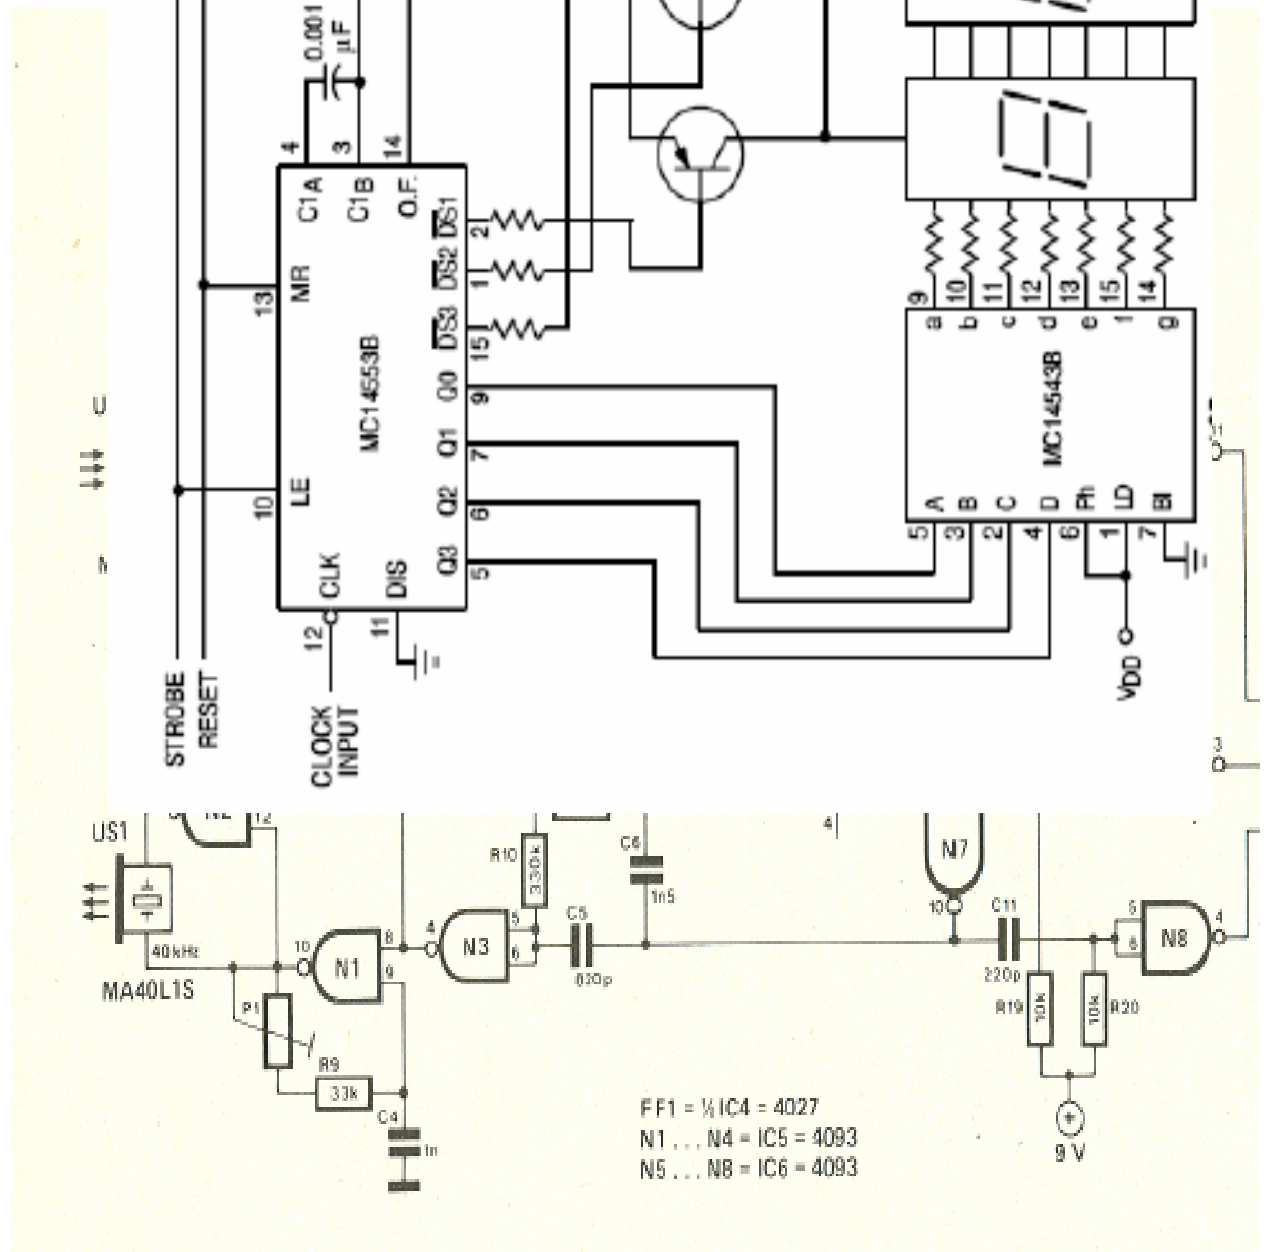 0.001
µF
4
3
14
C1A
C1B
O.F.
13
MR
DS1
2
DS2
1
DS3
15
MC14553B
Q0
9
Q1
7
Q2
6
Q3
5
10
LE
CLK
DIS
12
11
STROBE
RESET
CLOCK
INPUT
9
10
11
12
13
15
14
a
b
c
d
e
f
g
MC14543B
A
B
C
D
Ph
LD
BI
5
3
2
4
6
1
7
VDD
U
11
3
12
US1
40kHz
MA40L1S
10
N1
8
9
P1
R9
33k
C4
1n
4
N3
5
6
R10
330k
C5
820p
C6
1n5
4
N7
10
C11
220p
R19
10k
10k
R20
5
6
N8
4
9 V
FF1 = ½ IC4 = 4027
N1 ... N4 = IC5 = 4093
N5 ... N8 = IC6 = 4093